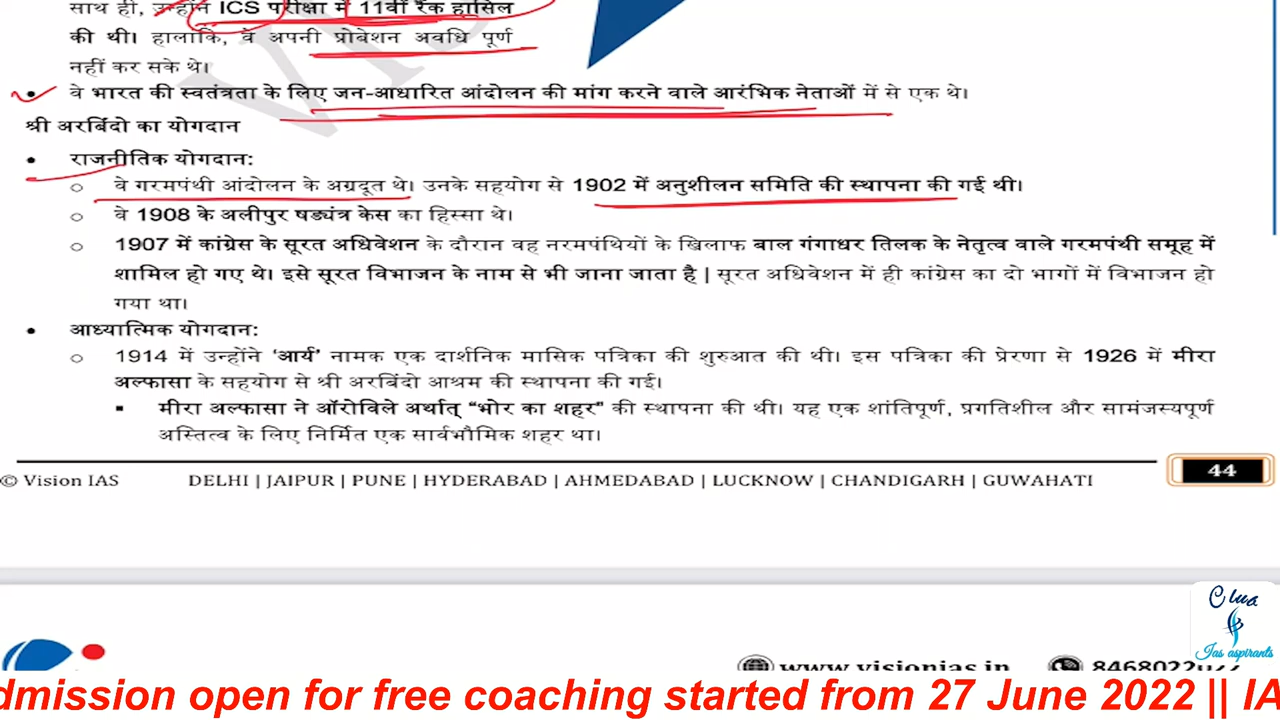 साथ ही, उन्होंने ICS परीक्षा में 11वीं रैंक हासिल
की थी। हालांकि, वे अपनी प्रोबेशन अवधि पूर्ण
नहीं कर सके थे।
• वे भारत की स्वतंत्रता के लिए जन-आधारित आंदोलन की मांग करने वाले आरंभिक नेताओं में से एक थे।
श्री अरबिंदो का योगदान
• राजनीतिक योगदान:
o वे गरमपंथी आंदोलन के अग्रदूत थे। उनके सहयोग से 1902 में अनुशीलन समिति की स्थापना की गई थी।
o वे 1908 के अलीपुर षड्यंत्र केस का हिस्सा थे।
o 1907 में कांग्रेस के सूरत अधिवेशन के दौरान वह नरमपंथियों के खिलाफ बाल गंगाधर तिलक के नेतृत्व वाले गरमपंथी समूह में
शामिल हो गए थे। इसे सूरत विभाजन के नाम से भी जाना जाता है | सूरत अधिवेशन में ही कांग्रेस का दो भागों में विभाजन हो
गया था।
• आध्यात्मिक योगदान:
o 1914 में उन्होंने ‘आर्य’ नामक एक दार्शनिक मासिक पत्रिका की शुरुआत की थी। इस पत्रिका की प्रेरणा से 1926 में मीरा
अल्फासा के सहयोग से श्री अरबिंदो आश्रम की स्थापना की गई।
▪ मीरा अल्फासा ने ऑरोविले अर्थात् “भोर का शहर” की स्थापना की थी। यह एक शांतिपूर्ण, प्रगतिशील और सामंजस्यपूर्ण
अस्तित्व के लिए निर्मित एक सार्वभौमिक शहर था।
© Vision IAS DELHI | JAIPUR | PUNE | HYDERABAD | AHMEDABAD | LUCKNOW | CHANDIGARH | GUWAHATI 44
Clua
Ias aspirants
www.visionias.in 8468022022
dmission open for free coaching started from 27 June 2022 || IA